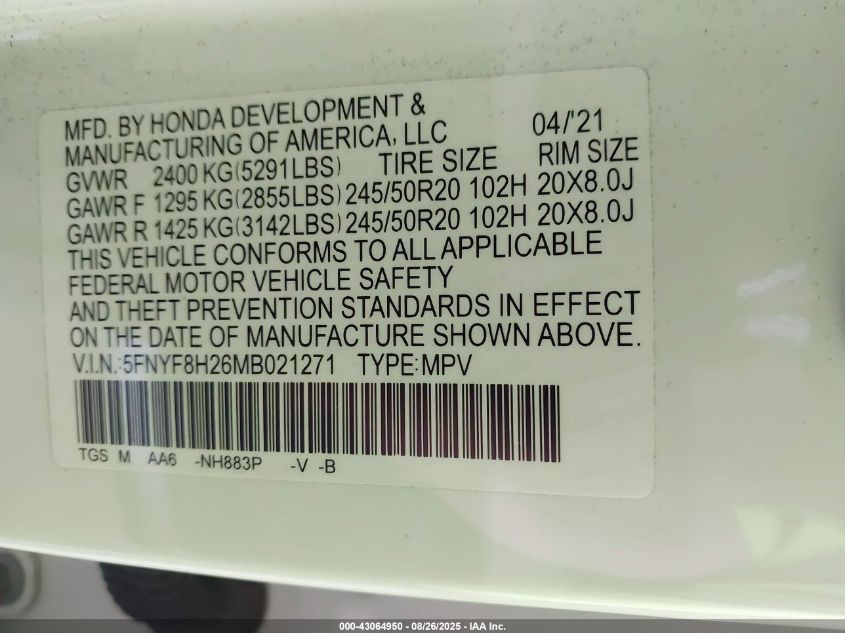 MFD. BY HONDA DEVELOPMENT &
MANUFACTURING OF AMERICA, LLC 04/'21
GVWR 2400 KG(5291LBS) TIRE SIZE RIM SIZE
GAWR F 1295 KG(2855LBS) 245/50R20 102H 20X8.0J
GAWR R 1425 KG(3142LBS) 245/50R20 102H 20X8.0J
THIS VEHICLE CONFORMS TO ALL APPLICABLE
FEDERAL MOTOR VEHICLE SAFETY
AND THEFT PREVENTION STANDARDS IN EFFECT
ON THE DATE OF MANUFACTURE SHOWN ABOVE.
V.I.N.:5FNYF8H26MB021271 TYPE:MPV
TGS M AA6 -NH883P -V -B
000-43064950 - 08/26/2025 - IAA Inc.